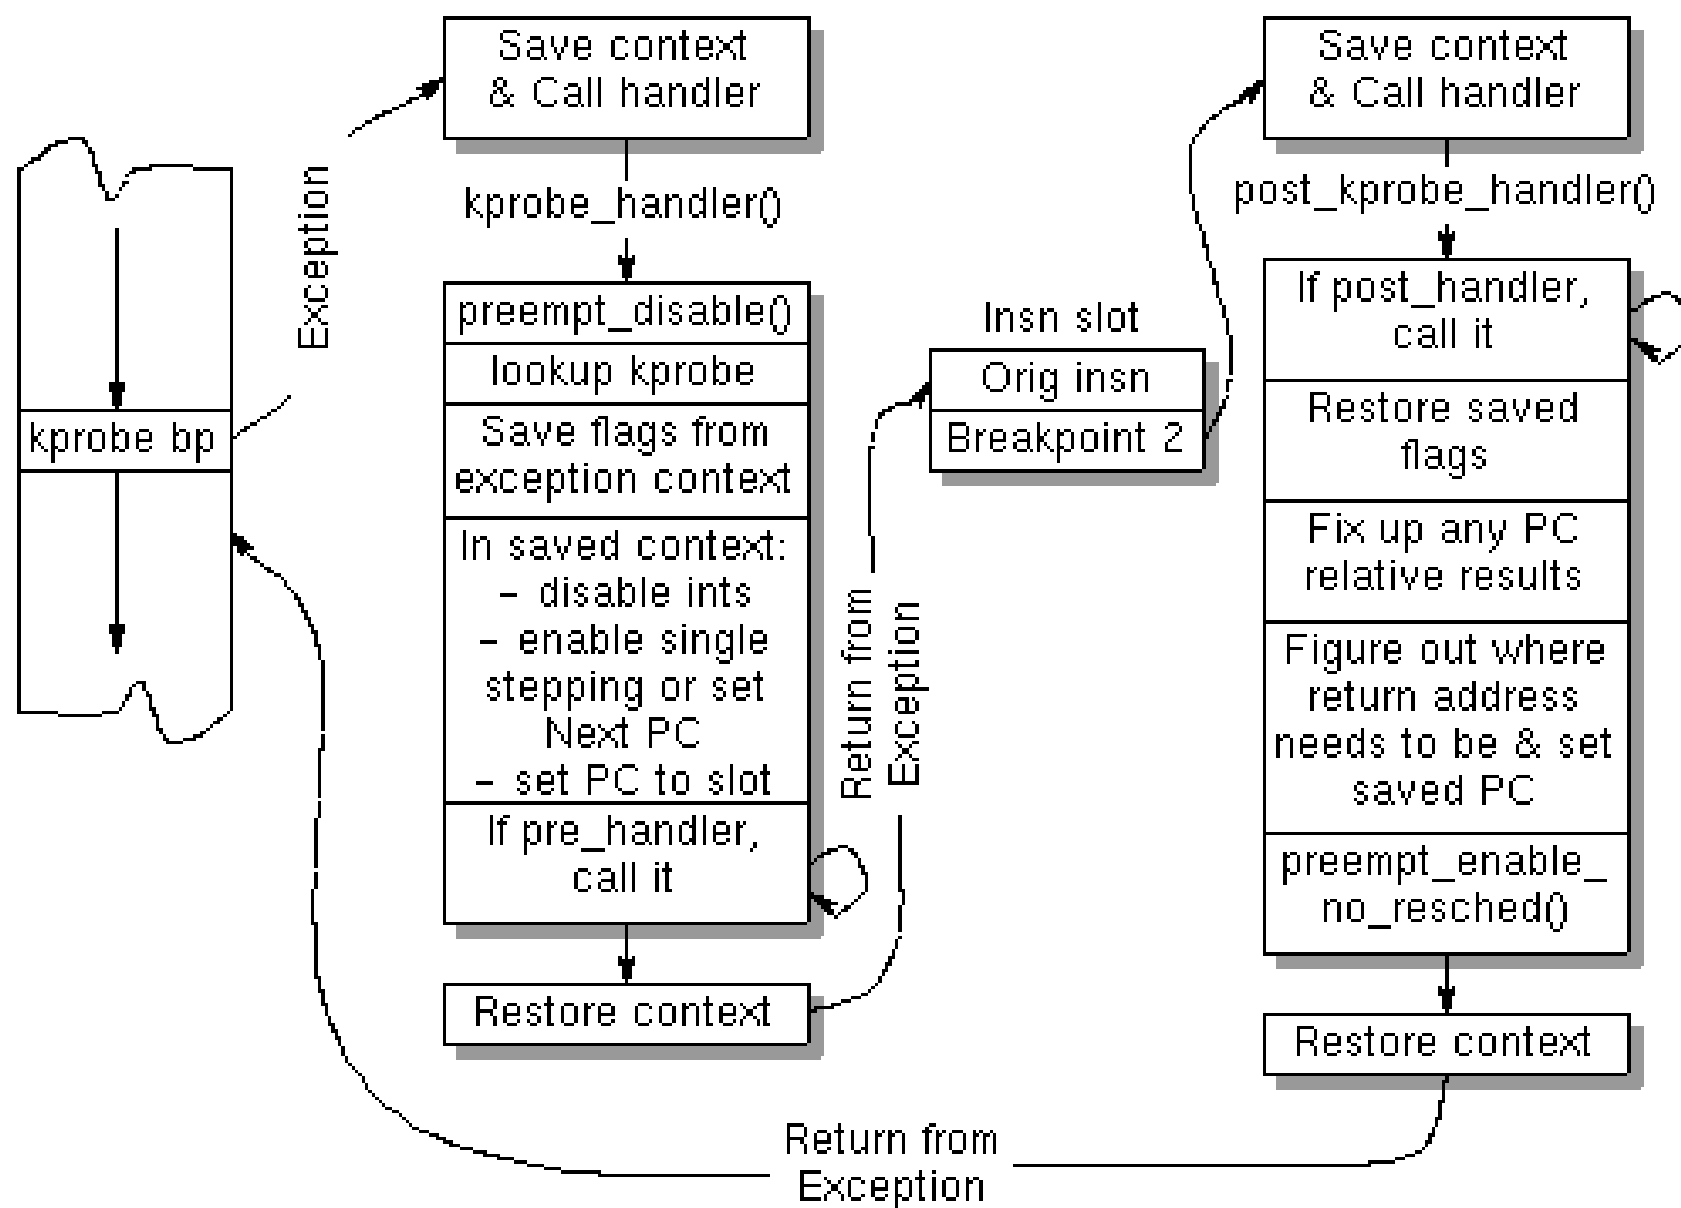 kprobe bp
Exception
Save context
& Call handler
kprobe_handler()
preempt_disable()
lookup kprobe
Save flags from
exception context
In saved context:
– disable ints
– enable single
stepping or set
Next PC
– set PC to slot
If pre_handler,
call it
Restore context
Return from
Exception
Insn slot
Orig insn
Breakpoint 2
Save context
& Call handler
post_kprobe_handler()
If post_handler,
call it
Restore saved
flags
Fix up any PC
relative results
Figure out where
return address
needs to be & set
saved PC
preempt_enable_
no_resched()
Restore context
Return from
Exception